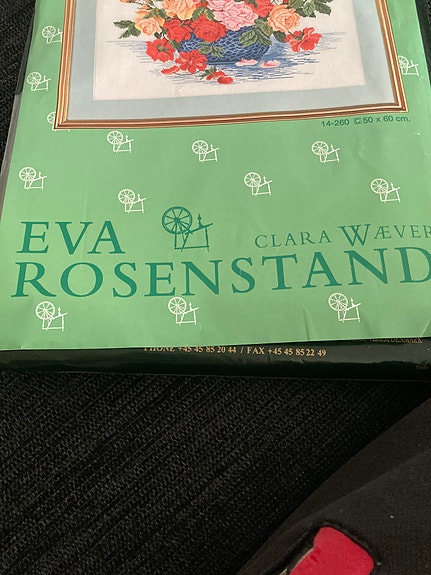 14-260 C 50 x 60 cm.
EVA
CLARA WÆVER
ROSENSTAND
PHONE +45 45 85 20 44 / FAX +45 45 85 22 49